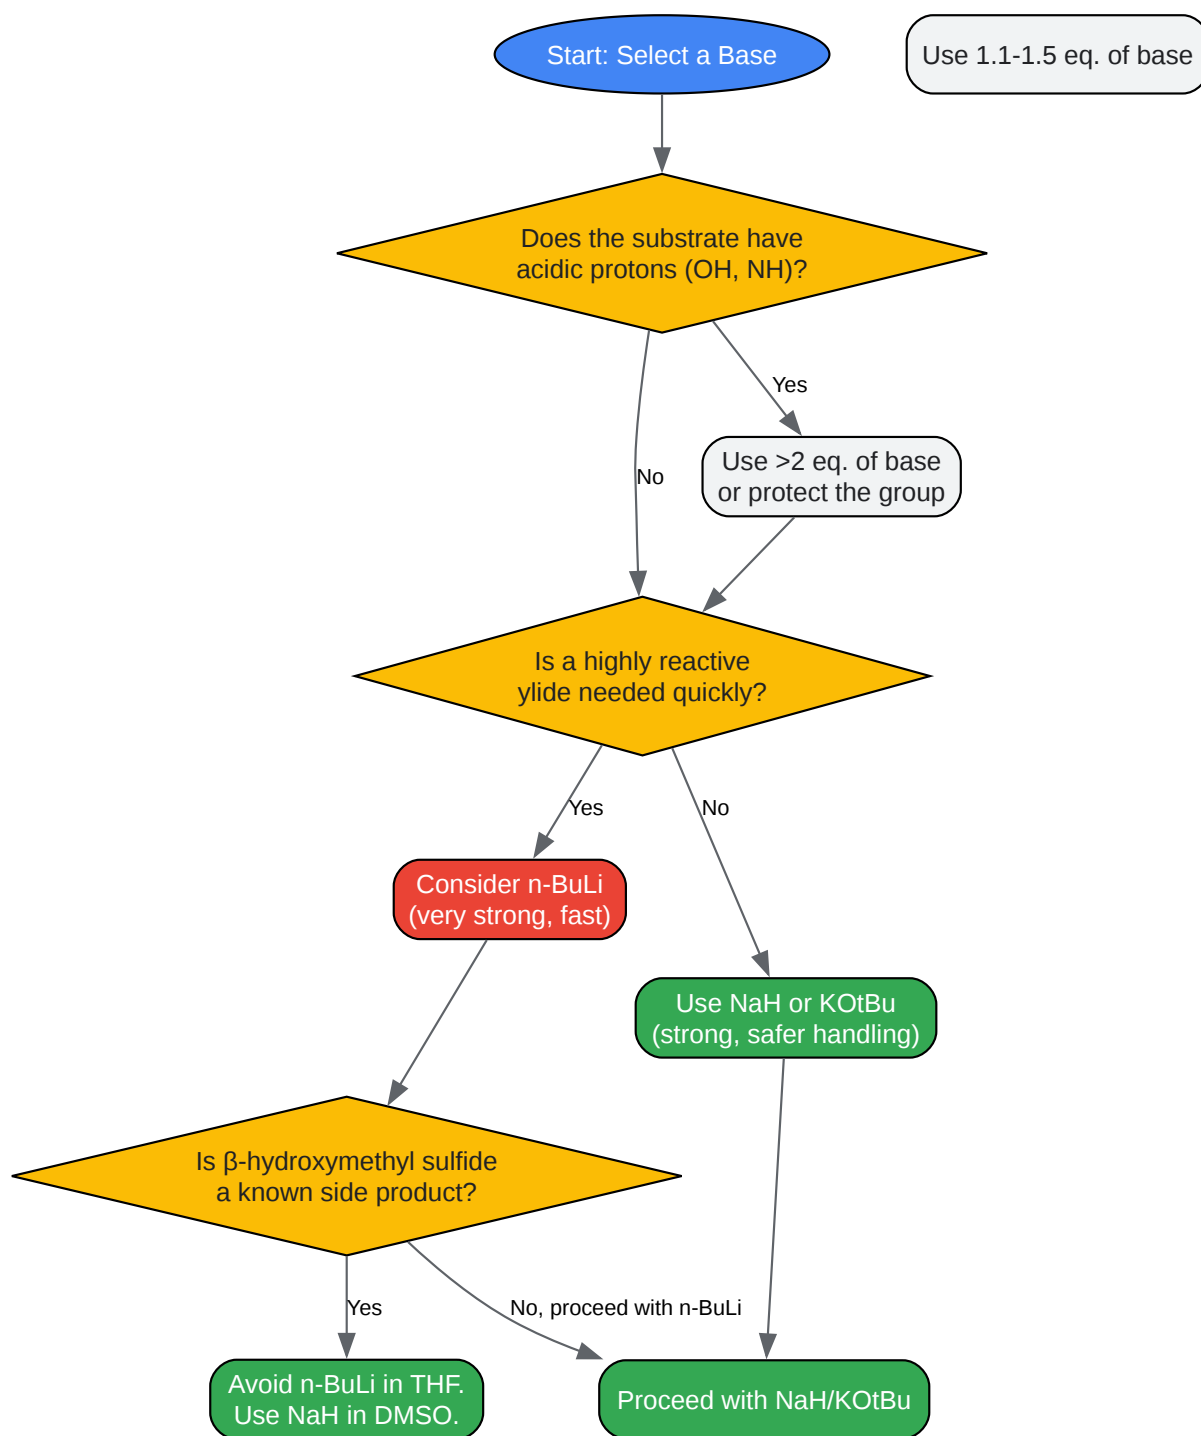 Start: Select a Base
Use 1.1-1.5 eq. of base
Does the substrate have
acidic protons (OH, NH)?
Yes
No
Use >2 eq. of base
or protect the group
Is a highly reactive
ylide needed quickly?
Yes
No
Consider n-BuLi
(very strong, fast)
Use NaH or KOtBu
(strong, safer handling)
Is β-hydroxymethyl sulfide
a known side product?
Yes
No, proceed with n-BuLi
Avoid n-BuLi in THF.
Use NaH in DMSO.
Proceed with NaH/KOtBu